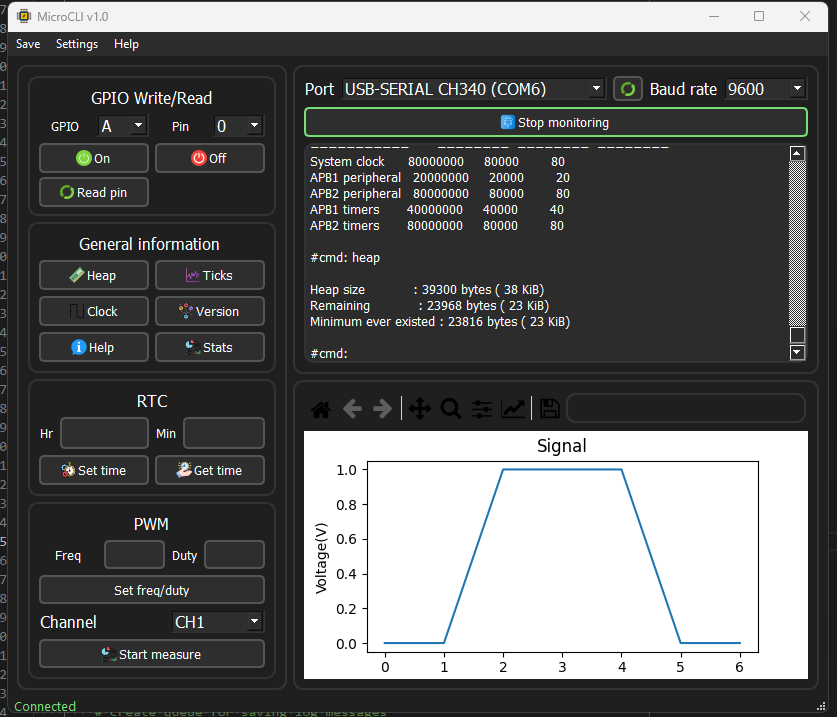 MicroCLI v1.0
Save Settings Help
GPIO Write/Read
GPIO A Pin 0
On Off
Read pin
General information
Heap Ticks
Clock Version
Help Stats
RTC
Hr Min
Set time Get time
PWM
Freq Duty
Set freq/duty
Channel CH1
Start measure
Port USB-SERIAL CH340 (COM6) Baud rate 9600
Stop monitoring
----------- -------- -------- --------
System clock 80000000 80000 80
APB1 peripheral 20000000 20000 20
APB2 peripheral 80000000 80000 80
APB1 timers 40000000 40000 40
APB2 timers 80000000 80000 80
#cmd: heap
Heap size : 39300 bytes ( 38 KiB)
Remaining : 23968 bytes ( 23 KiB)
Minimum ever existed : 23816 bytes ( 23 KiB)
#cmd:
Signal
Voltage(V)
1.0
0.8
0.6
0.4
0.2
0.0
0 1 2 3 4 5 6
Connected
# Create queue for saving log messages